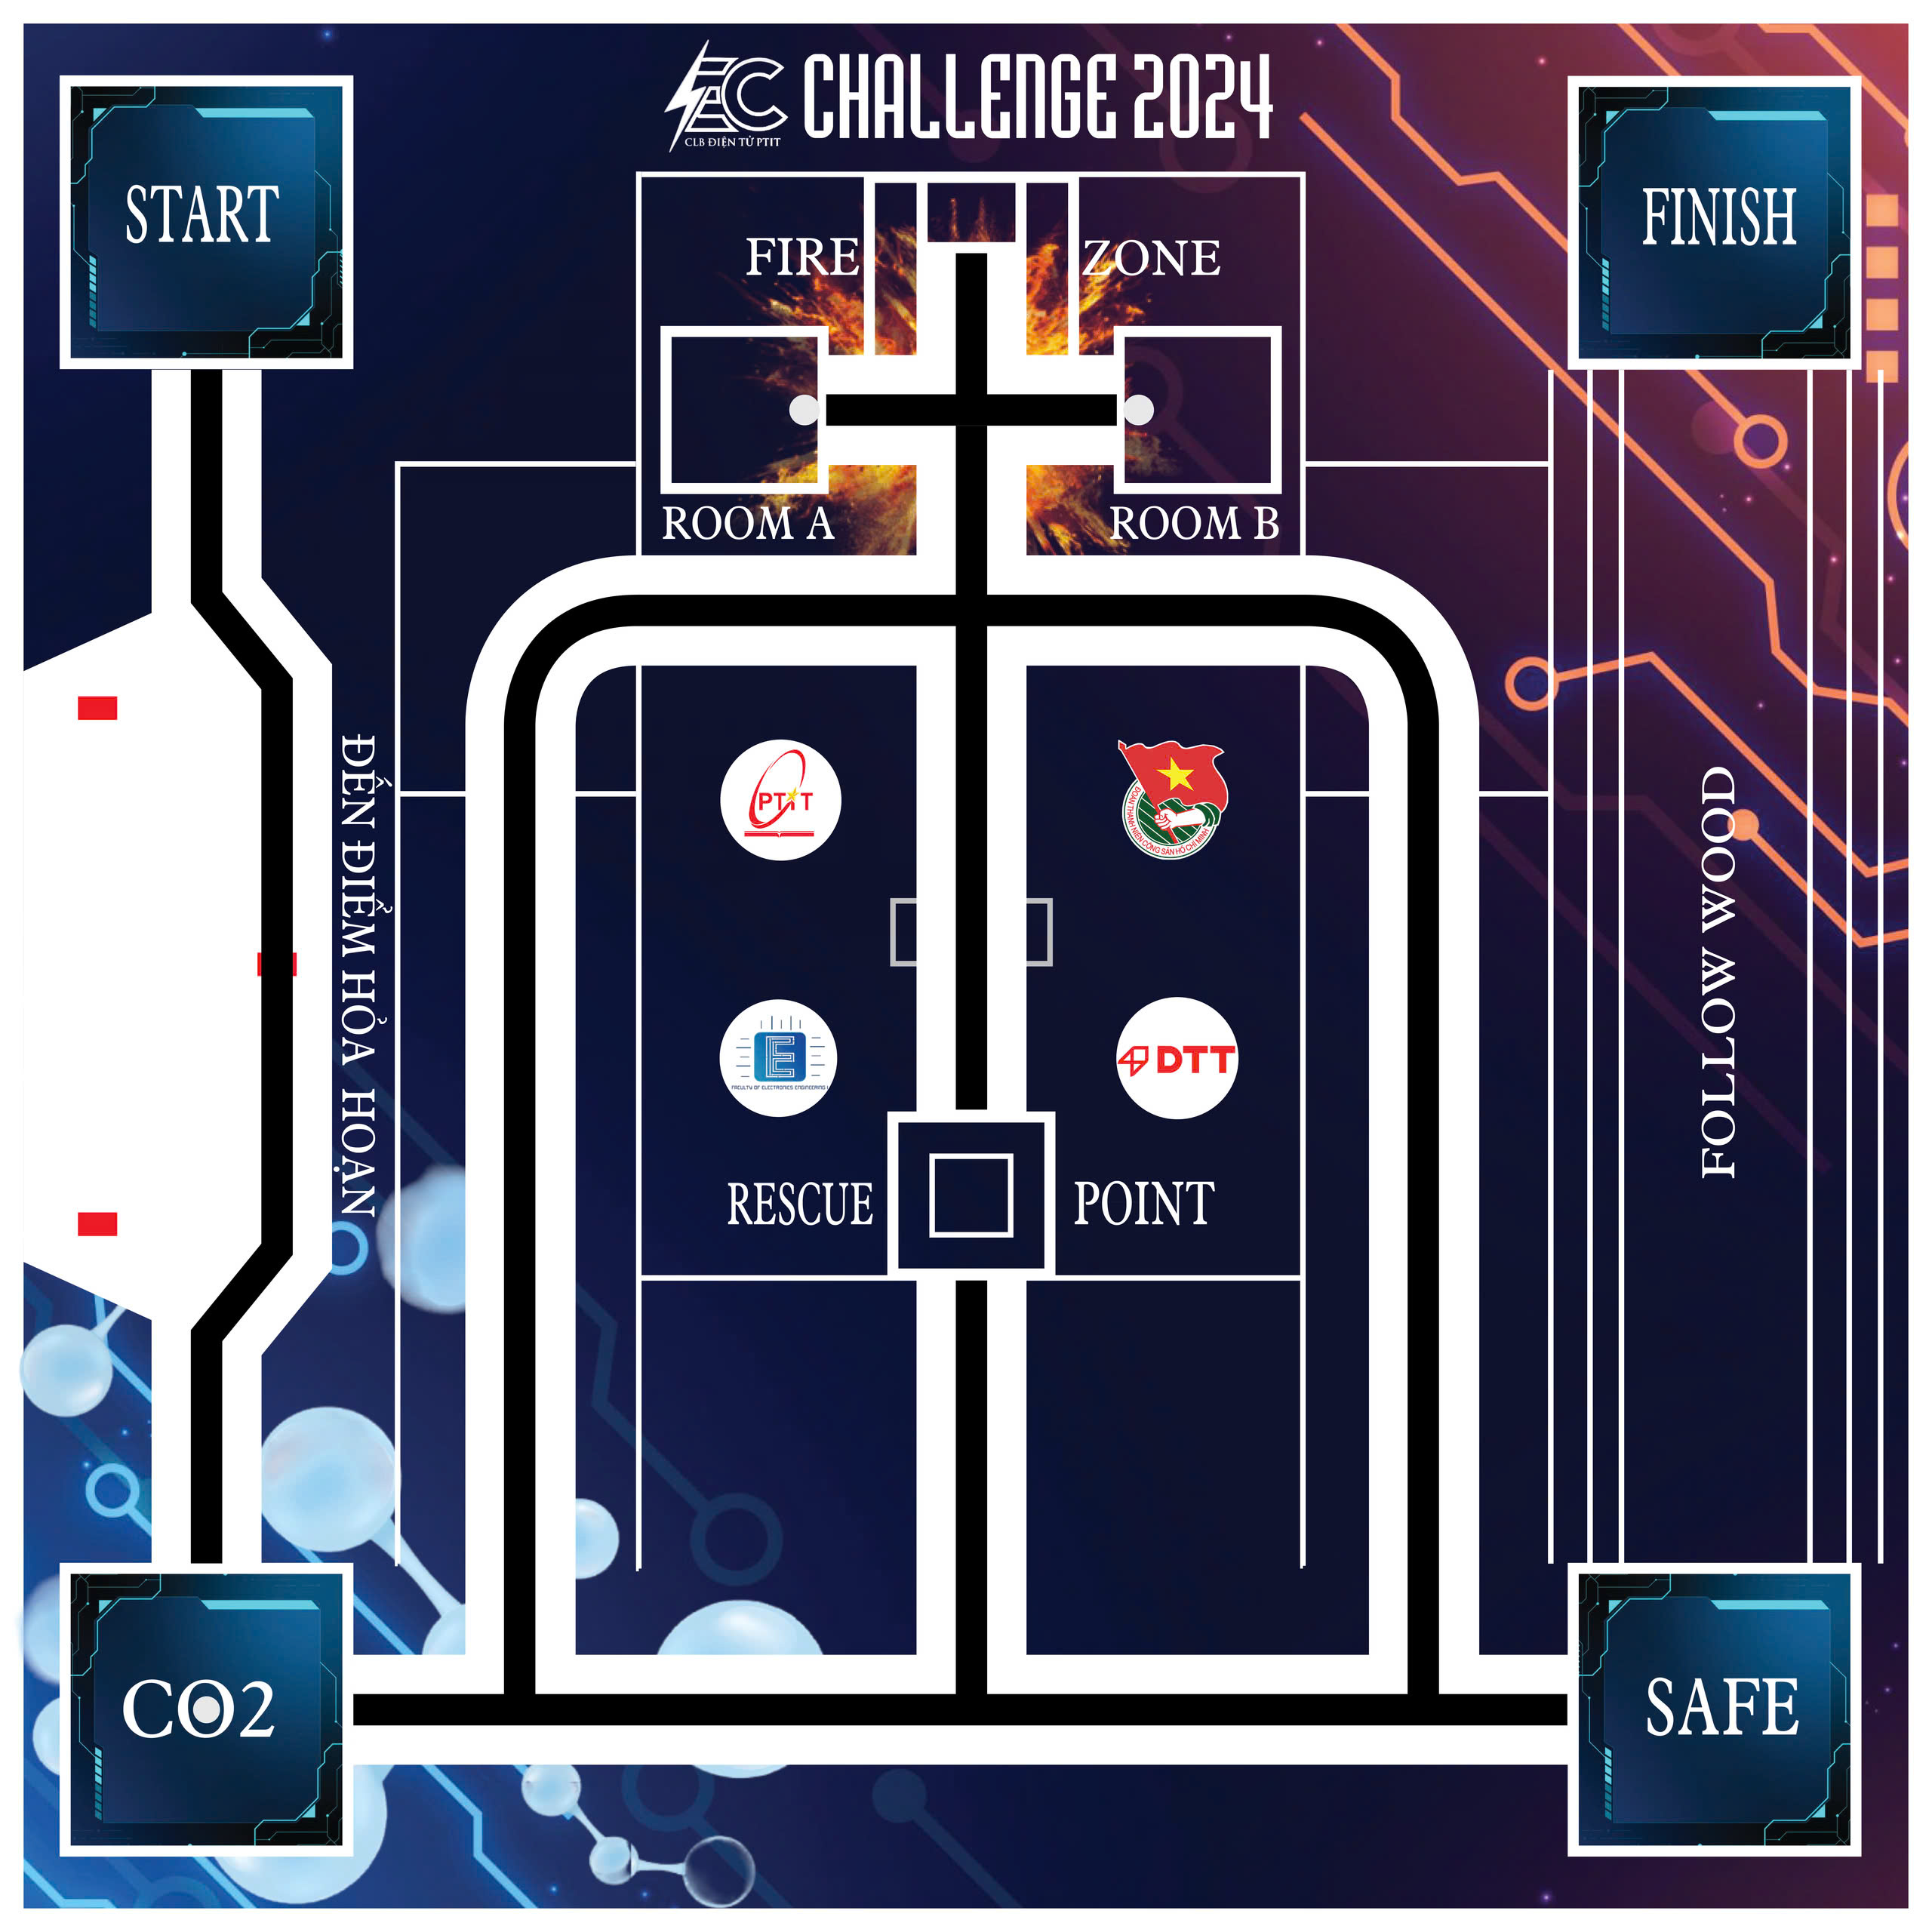 EC CHALLENGE 2024
CLB ĐIỆN TỬ PTIT
START
FINISH
FIRE ZONE
ROOM A
ROOM B
ĐẾN ĐIỂM HỎA HOẠN
PTIT
ĐOÀN THANH NIÊN CỘNG SẢN HỒ CHÍ MINH
FOLLOW WOOD
E
FACULTY OF ELECTRONICS ENGINEERING I
DTT
RESCUE POINT
CO2
SAFE